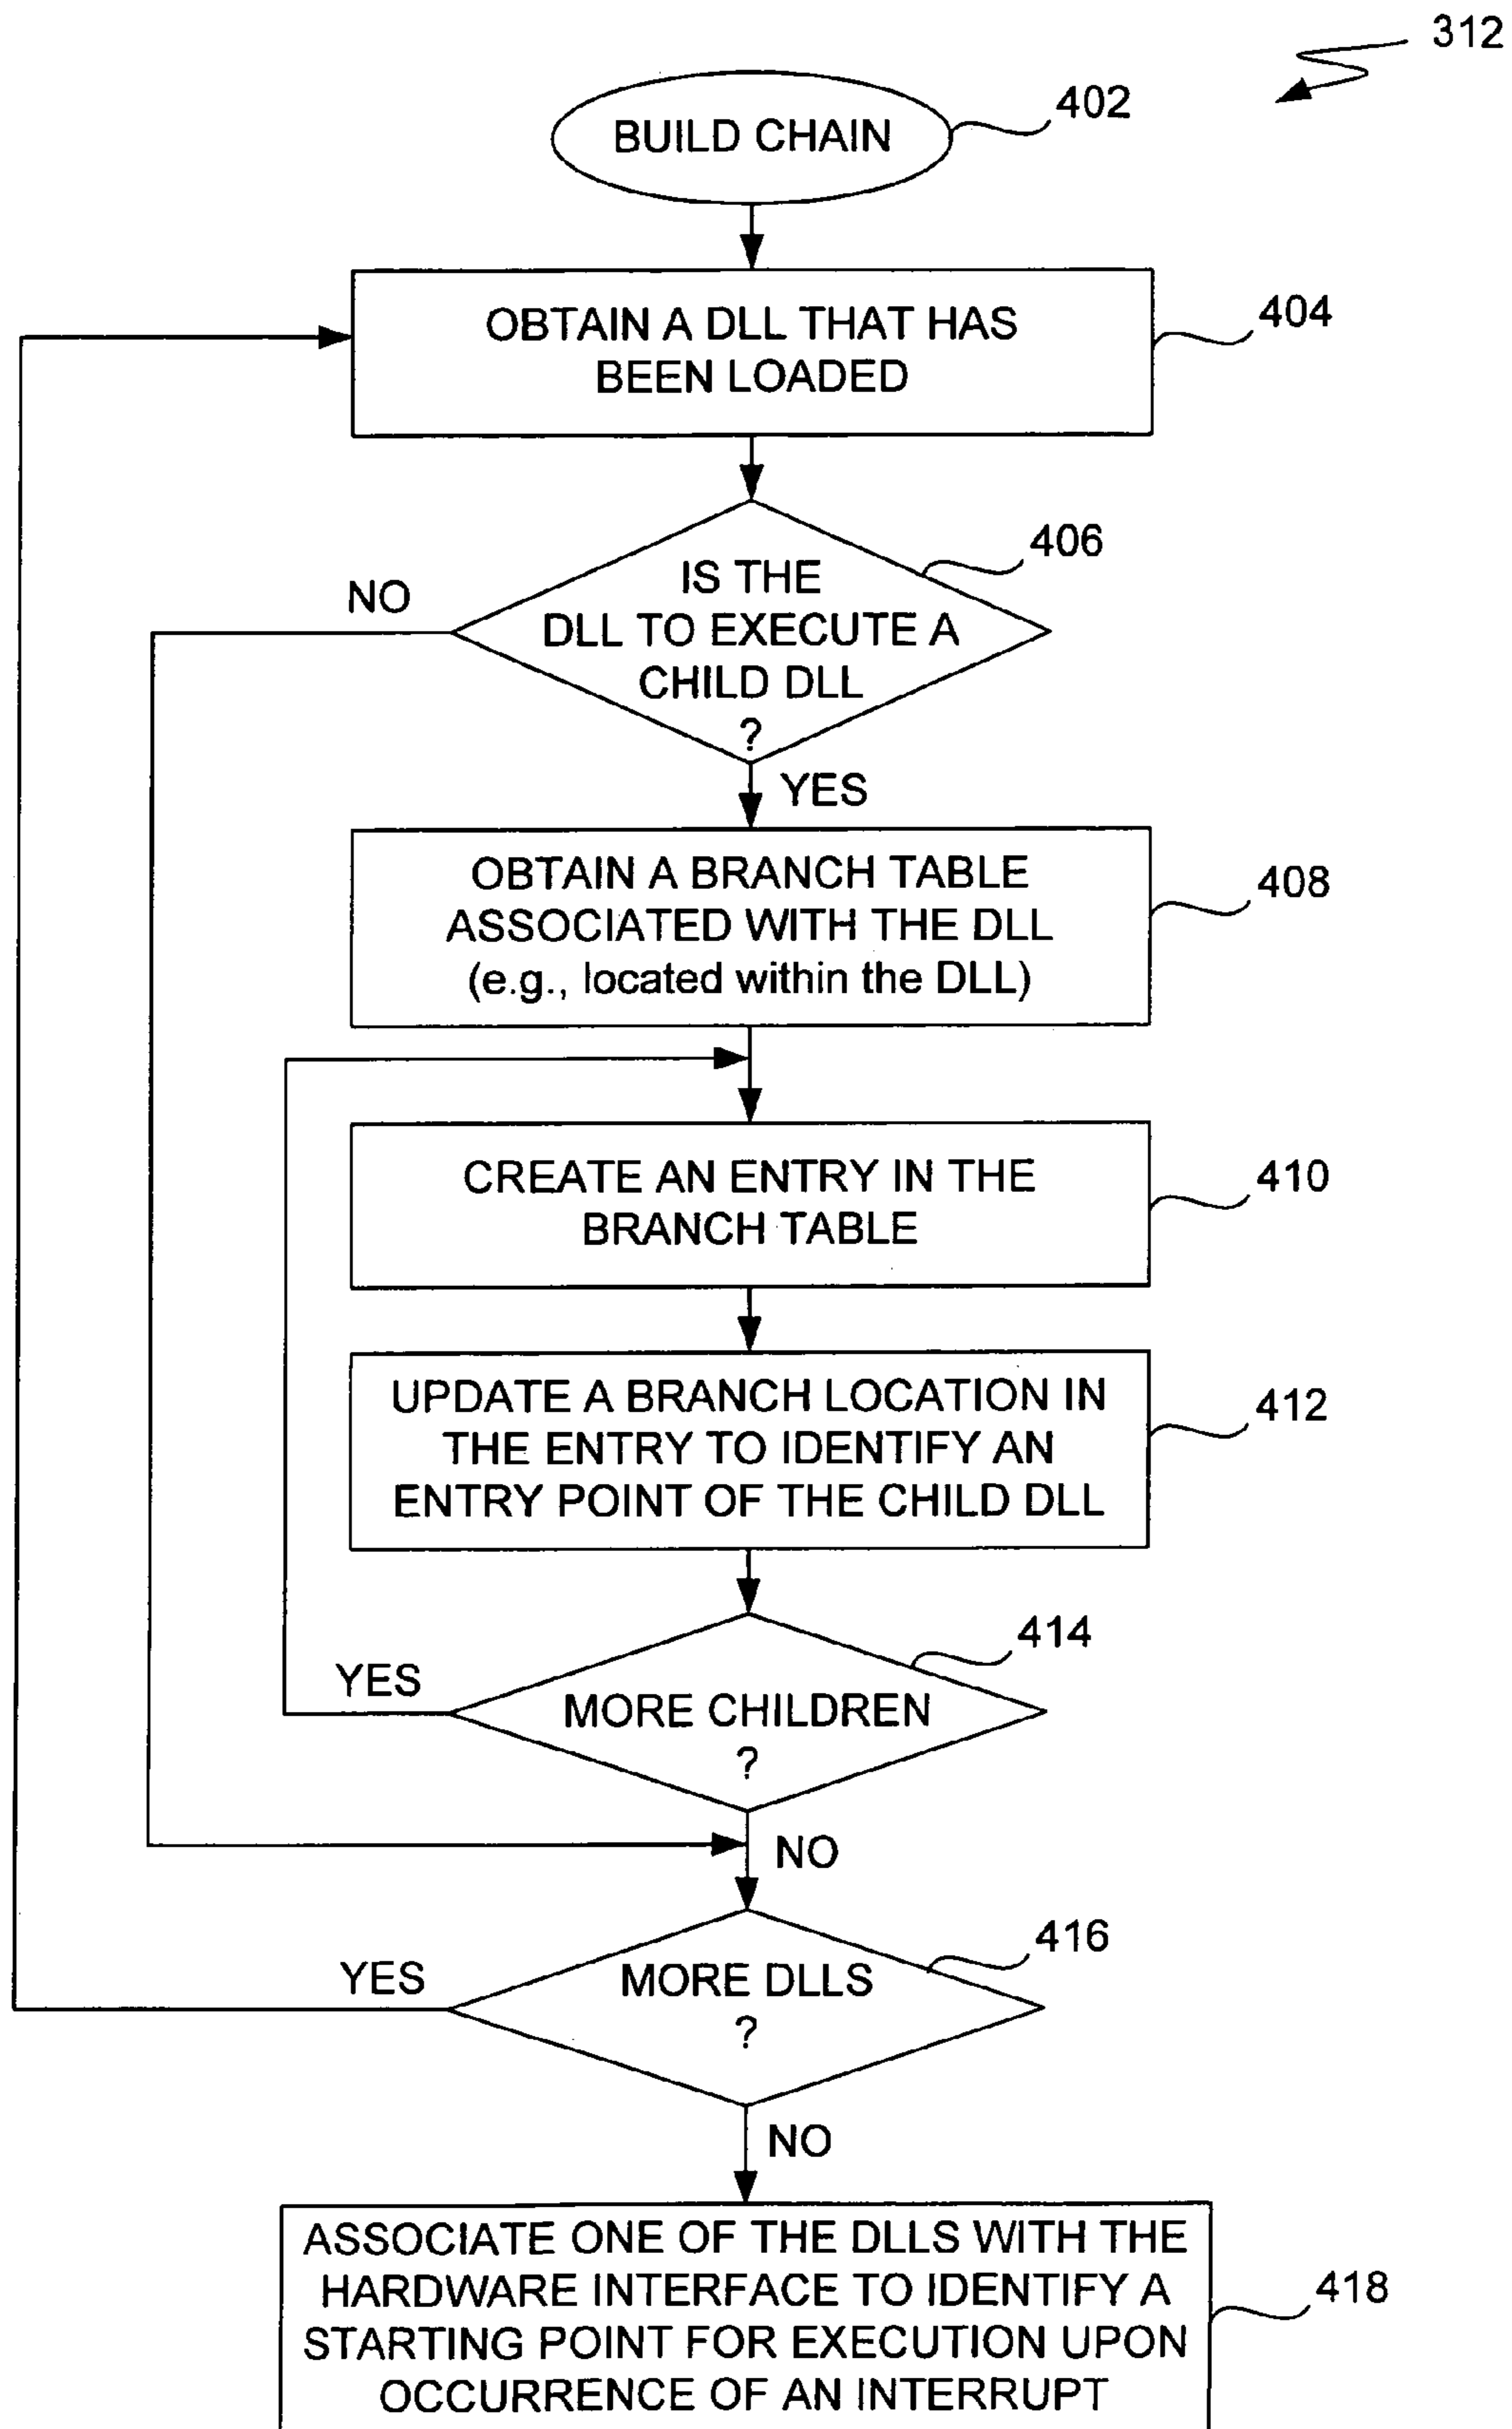 312
BUILD CHAIN
402
OBTAIN A DLL THAT HAS
BEEN LOADED
404
IS THE
DLL TO EXECUTE A
CHILD DLL
?
406
NO
YES
OBTAIN A BRANCH TABLE
ASSOCIATED WITH THE DLL
(e.g., located within the DLL)
408
CREATE AN ENTRY IN THE
BRANCH TABLE
410
UPDATE A BRANCH LOCATION IN
THE ENTRY TO IDENTIFY AN
ENTRY POINT OF THE CHILD DLL
412
414
YES
MORE CHILDREN
?
NO
416
YES
MORE DLLS
?
NO
ASSOCIATE ONE OF THE DLLS WITH THE
HARDWARE INTERFACE TO IDENTIFY A
STARTING POINT FOR EXECUTION UPON
OCCURRENCE OF AN INTERRUPT
418